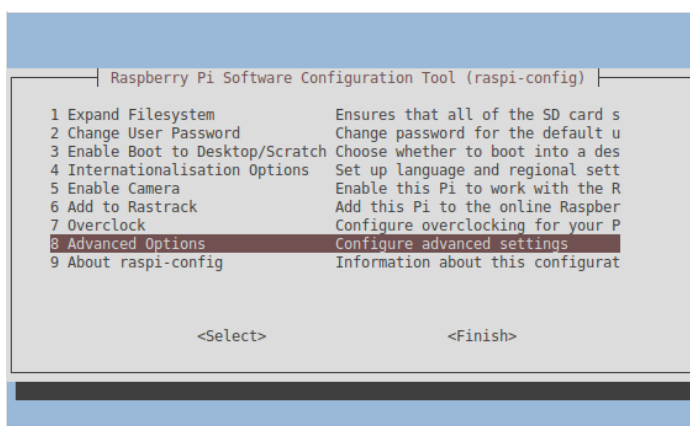 Raspberry Pi Software Configuration Tool (raspi-config)
1 Expand Filesystem Ensures that all of the SD card s
2 Change User Password Change password for the default u
3 Enable Boot to Desktop/Scratch Choose whether to boot into a des
4 Internationalisation Options Set up language and regional sett
5 Enable Camera Enable this Pi to work with the R
6 Add to Rastrack Add this Pi to the online Raspber
7 Overclock Configure overclocking for your P
8 Advanced Options Configure advanced settings
9 About raspi-config Information about this configurat
<Select> <Finish>